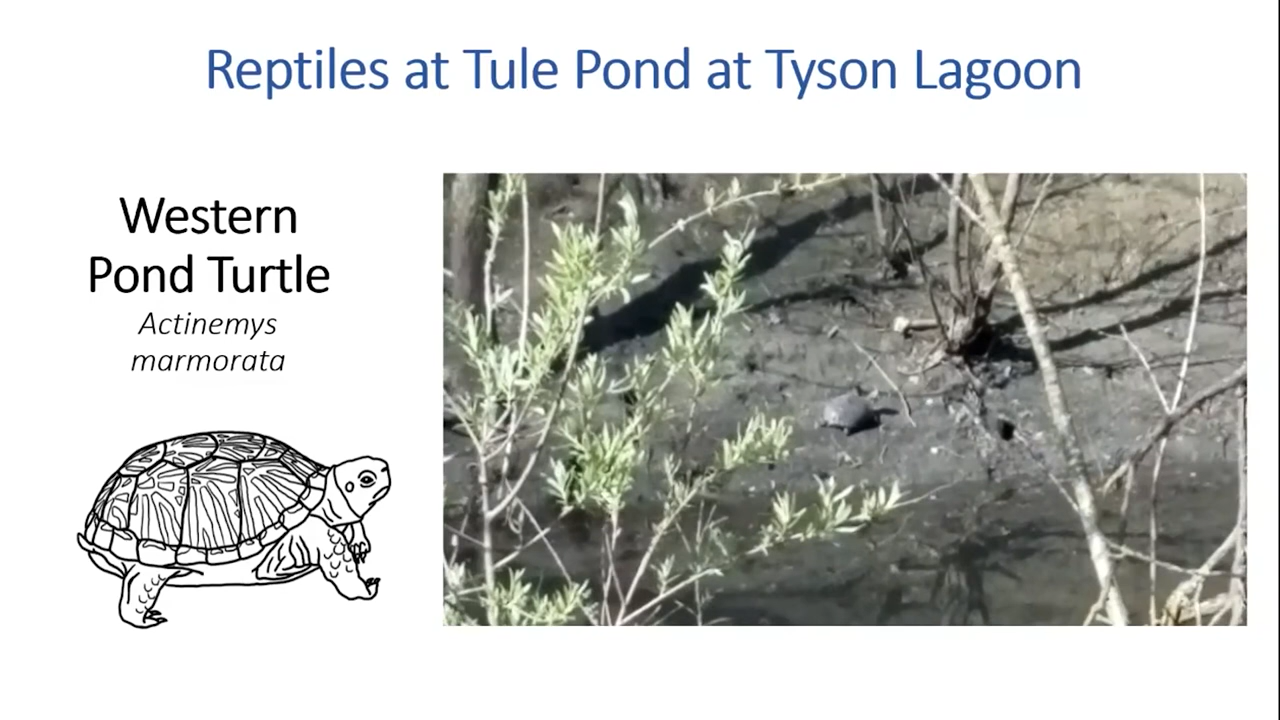 Reptiles at Tule Pond at Tyson Lagoon
Western
Pond Turtle
Actinemys
marmorata